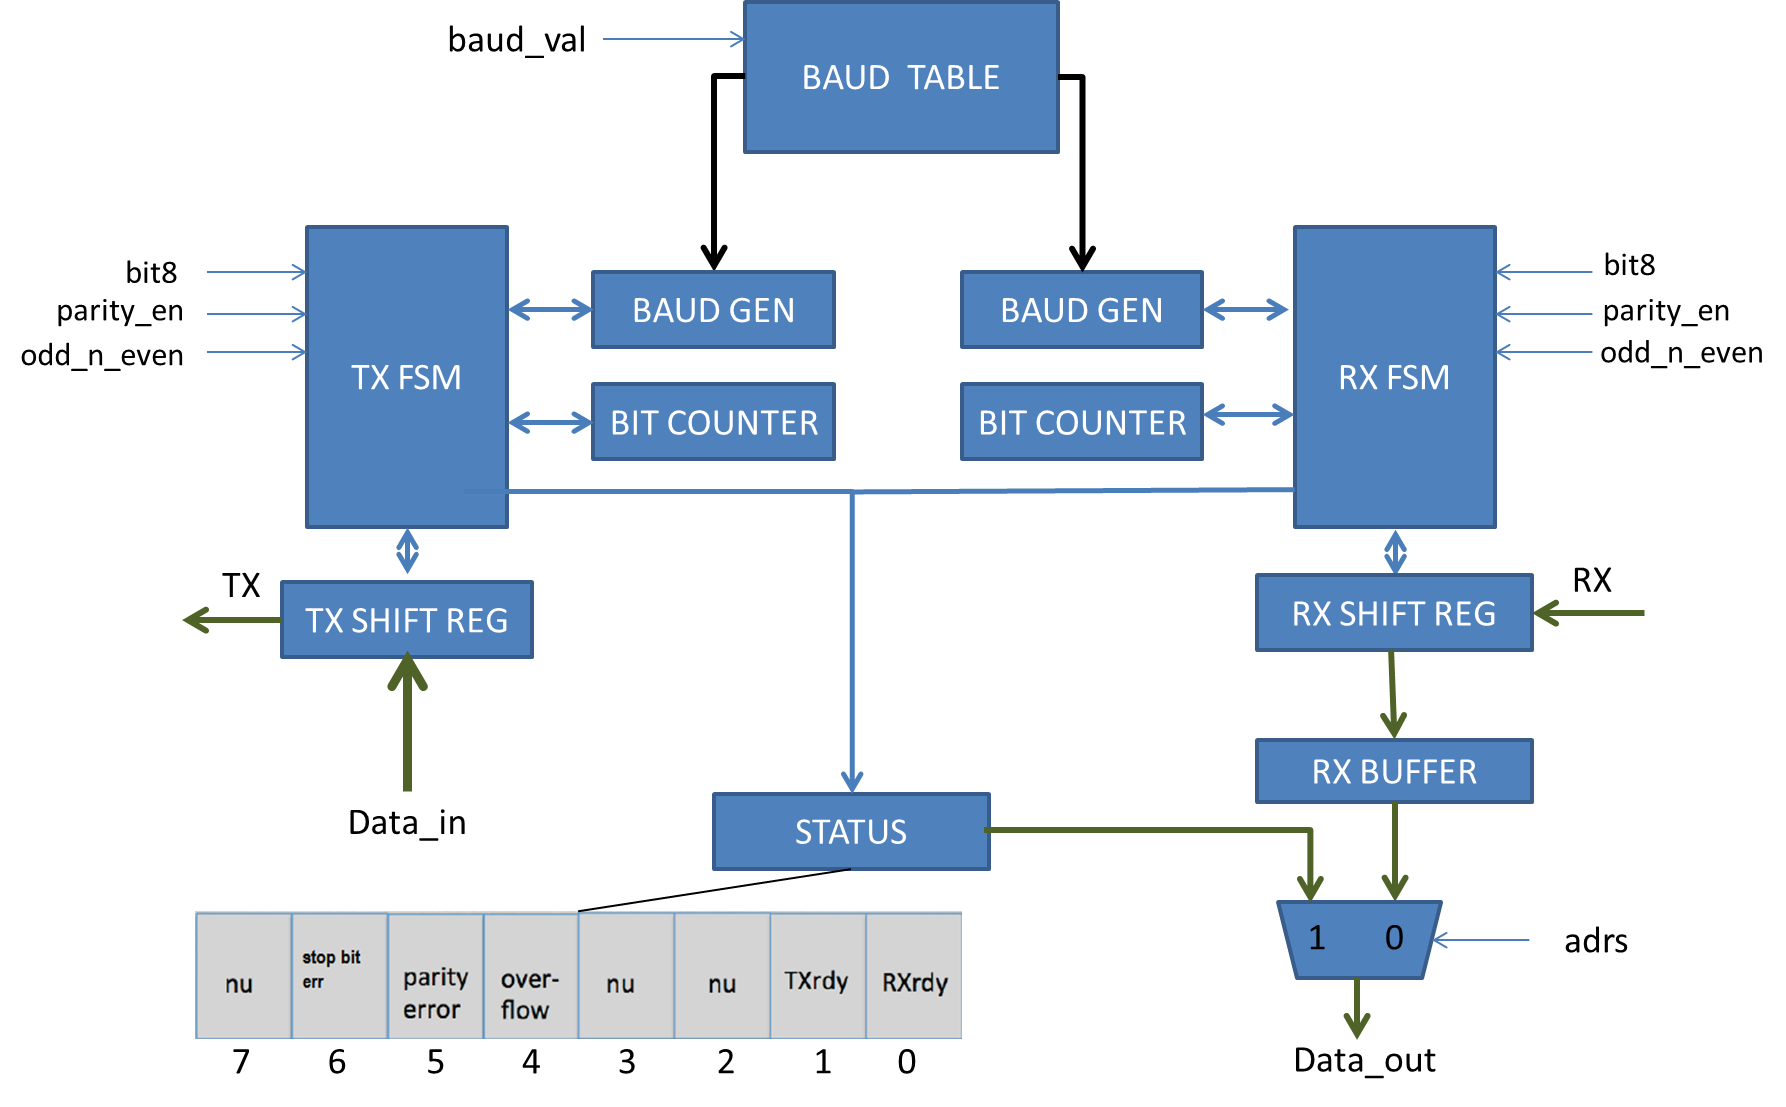 baud_val
BAUD TABLE
bit8
parity_en
odd_n_even
TX FSM
BAUD GEN
BIT COUNTER
BAUD GEN
BIT COUNTER
RX FSM
bit8
parity_en
odd_n_even
TX
TX SHIFT REG
Data_in
RX
RX SHIFT REG
RX BUFFER
STATUS
1 0
adrs
Data_out
nu
stop bit
err
parity
error
over-
flow
nu
nu
TXrdy
RXrdy
7 6 5 4 3 2 1 0